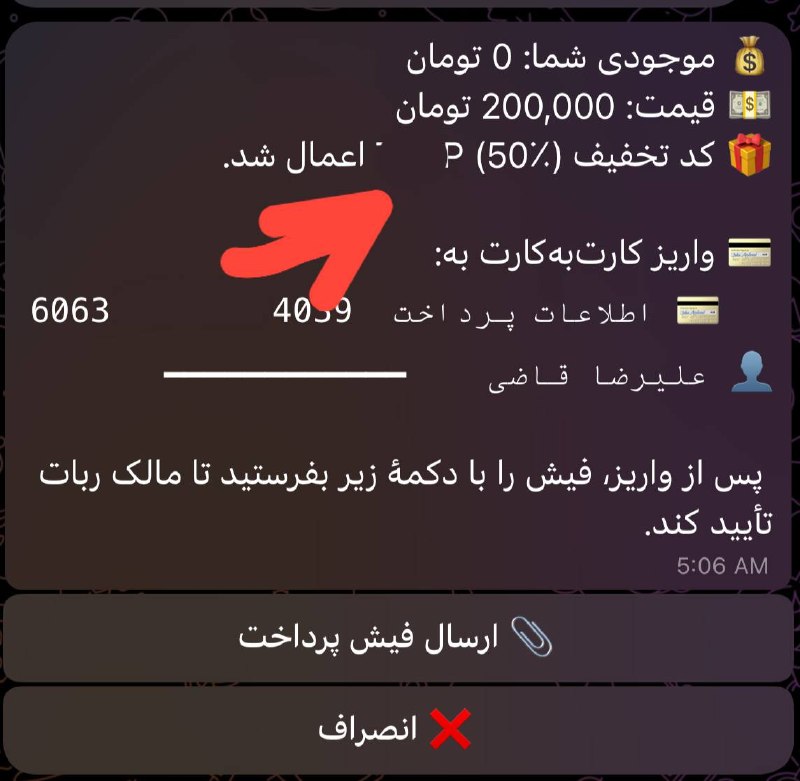 💰 موجودی شما: 0 تومان
💵 قیمت: 200,000 تومان
🎁 کد تخفیف P (50٪) اعمال شد.
💳 واریز کارت‌به‌کارت به:
💳 اطلاعات پرداخت 4039 6063
👤 علیرضا قاضی
پس از واریز، فیش را با دکمهٔ زیر بفرستید تا مالک ربات
تأیید کند.
5:06 AM
📎 ارسال فیش پرداخت
❌ انصراف